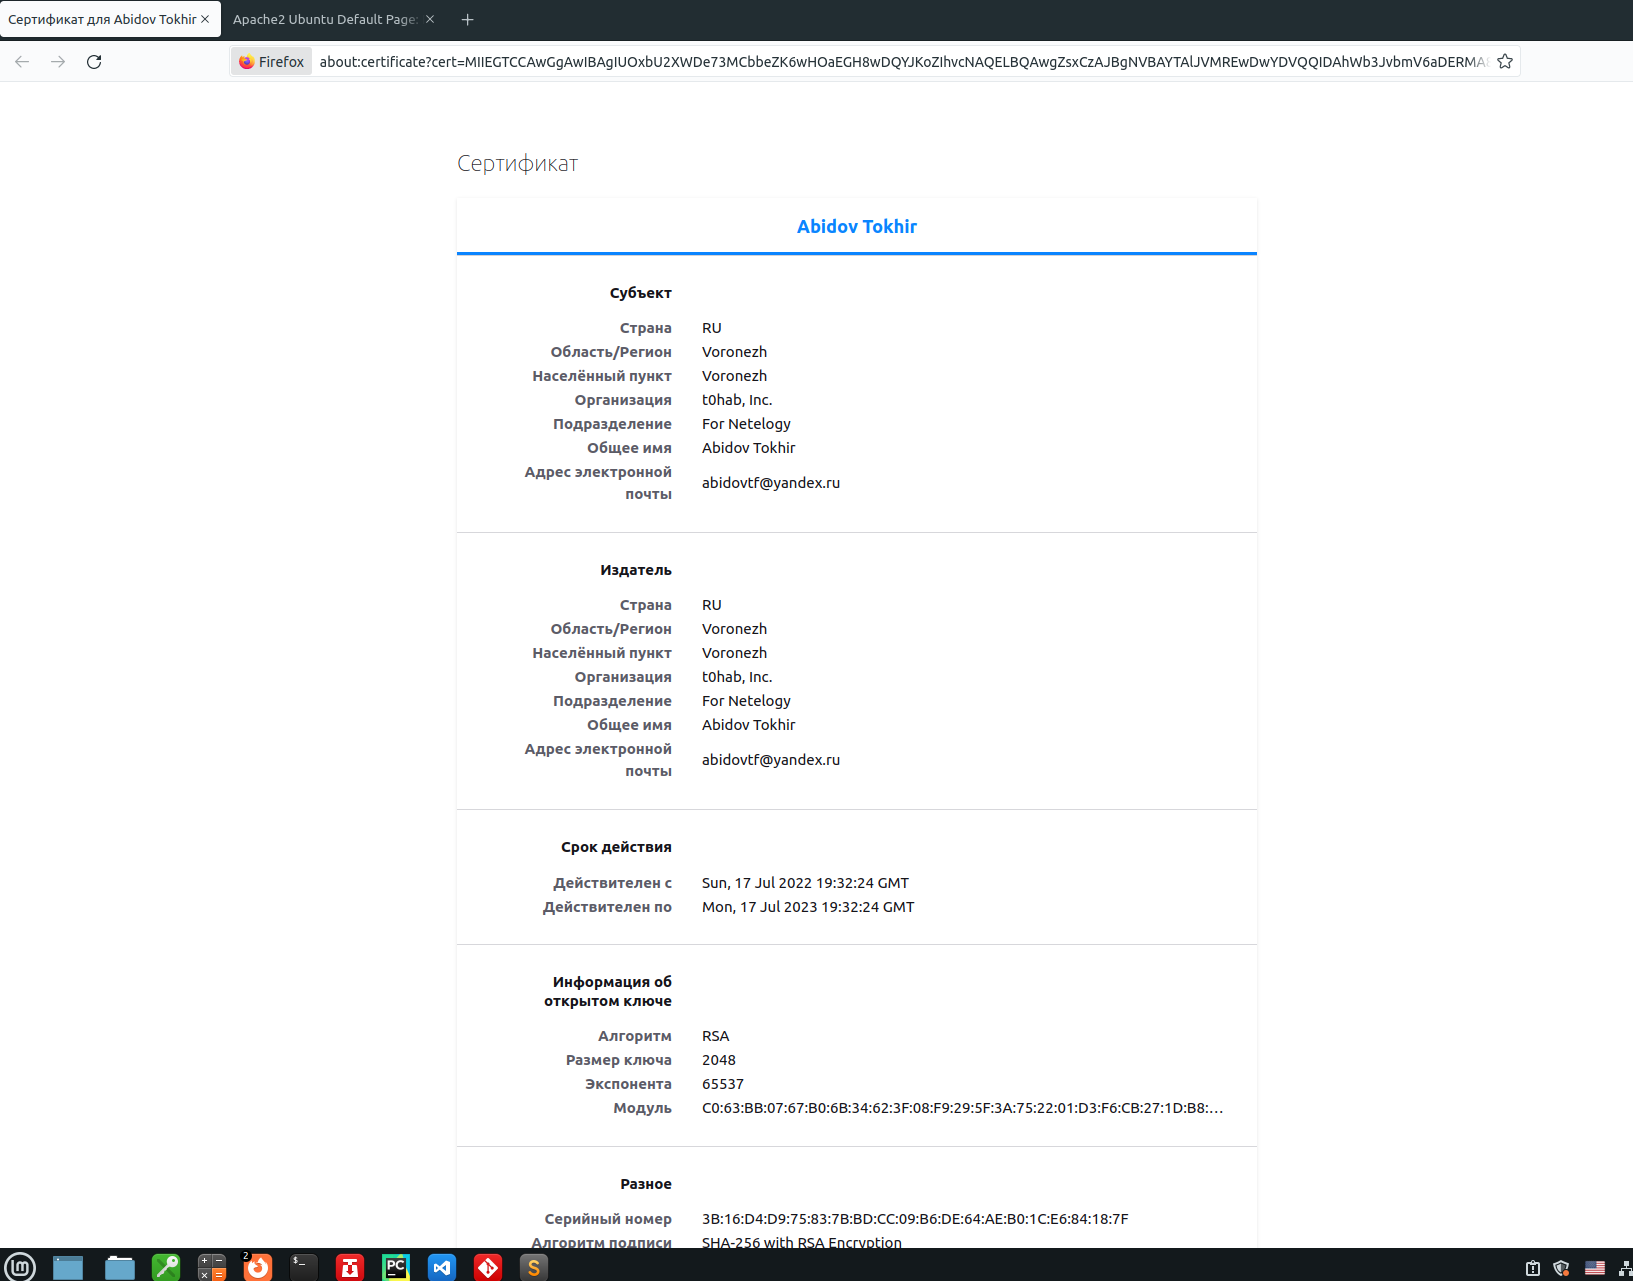 Сертификат для Abidov Tokhir
Apache2 Ubuntu Default Page:
Firefox about:certificate?cert=MIIEGTCCAwGgAwIBAgIUOxbU2XWDe73MCbbeZK6wHOaEGH8wDQYJKoZIhvcNAQELBQAwgZsxCzAJBgNVBAYTAlJVMREwDwYDVQQIDAhWb3JvbmV6aDERMA8
Сертификат
Abidov Tokhir
Субъект
Страна RU
Область/Регион Voronezh
Населённый пункт Voronezh
Организация t0hab, Inc.
Подразделение For Netelogy
Общее имя Abidov Tokhir
Адрес электронной
почты abidovtf@yandex.ru
Издатель
Страна RU
Область/Регион Voronezh
Населённый пункт Voronezh
Организация t0hab, Inc.
Подразделение For Netelogy
Общее имя Abidov Tokhir
Адрес электронной
почты abidovtf@yandex.ru
Срок действия
Действителен с Sun, 17 Jul 2022 19:32:24 GMT
Действителен по Mon, 17 Jul 2023 19:32:24 GMT
Информация об
открытом ключе
Алгоритм RSA
Размер ключа 2048
Экспонента 65537
Модуль C0:63:BB:07:67:B0:6B:34:62:3F:08:F9:29:5F:3A:75:22:01:D3:F6:CB:27:1D:B8:…
Разное
Серийный номер 3B:16:D4:D9:75:83:7B:BD:CC:09:B6:DE:64:AE:B0:1C:E6:84:18:7F
Алгоритм подписи SHA-256 with RSA Encryption
2
PC
S